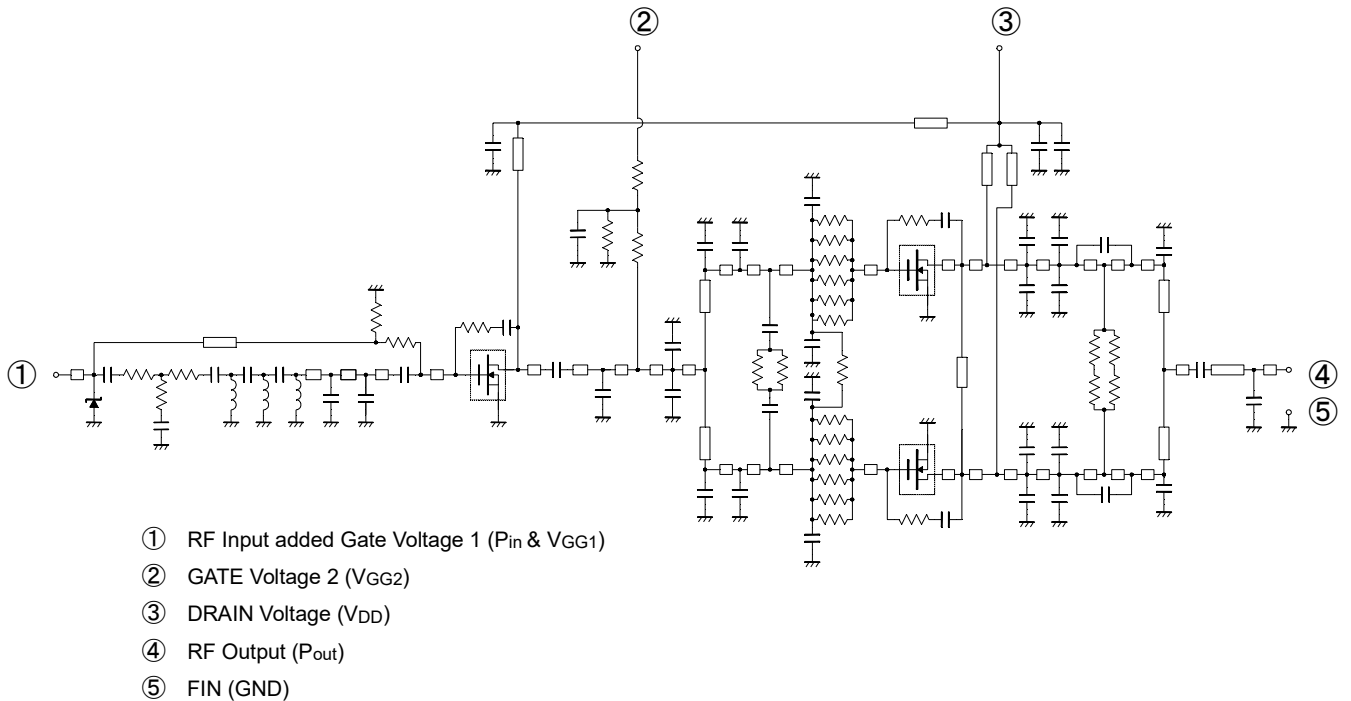 ②
③
①
④
⑤
① RF Input added Gate Voltage 1 (Pin & VGG1)
② GATE Voltage 2 (VGG2)
③ DRAIN Voltage (VDD)
④ RF Output (Pout)
⑤ FIN (GND)